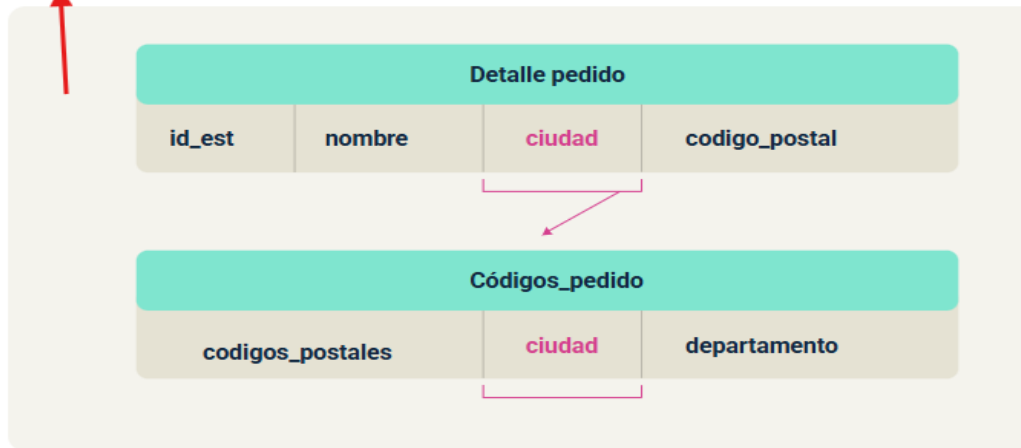 Detalle pedido
id_est nombre ciudad codigo_postal
Códigos_pedido
codigos_postales ciudad departamento